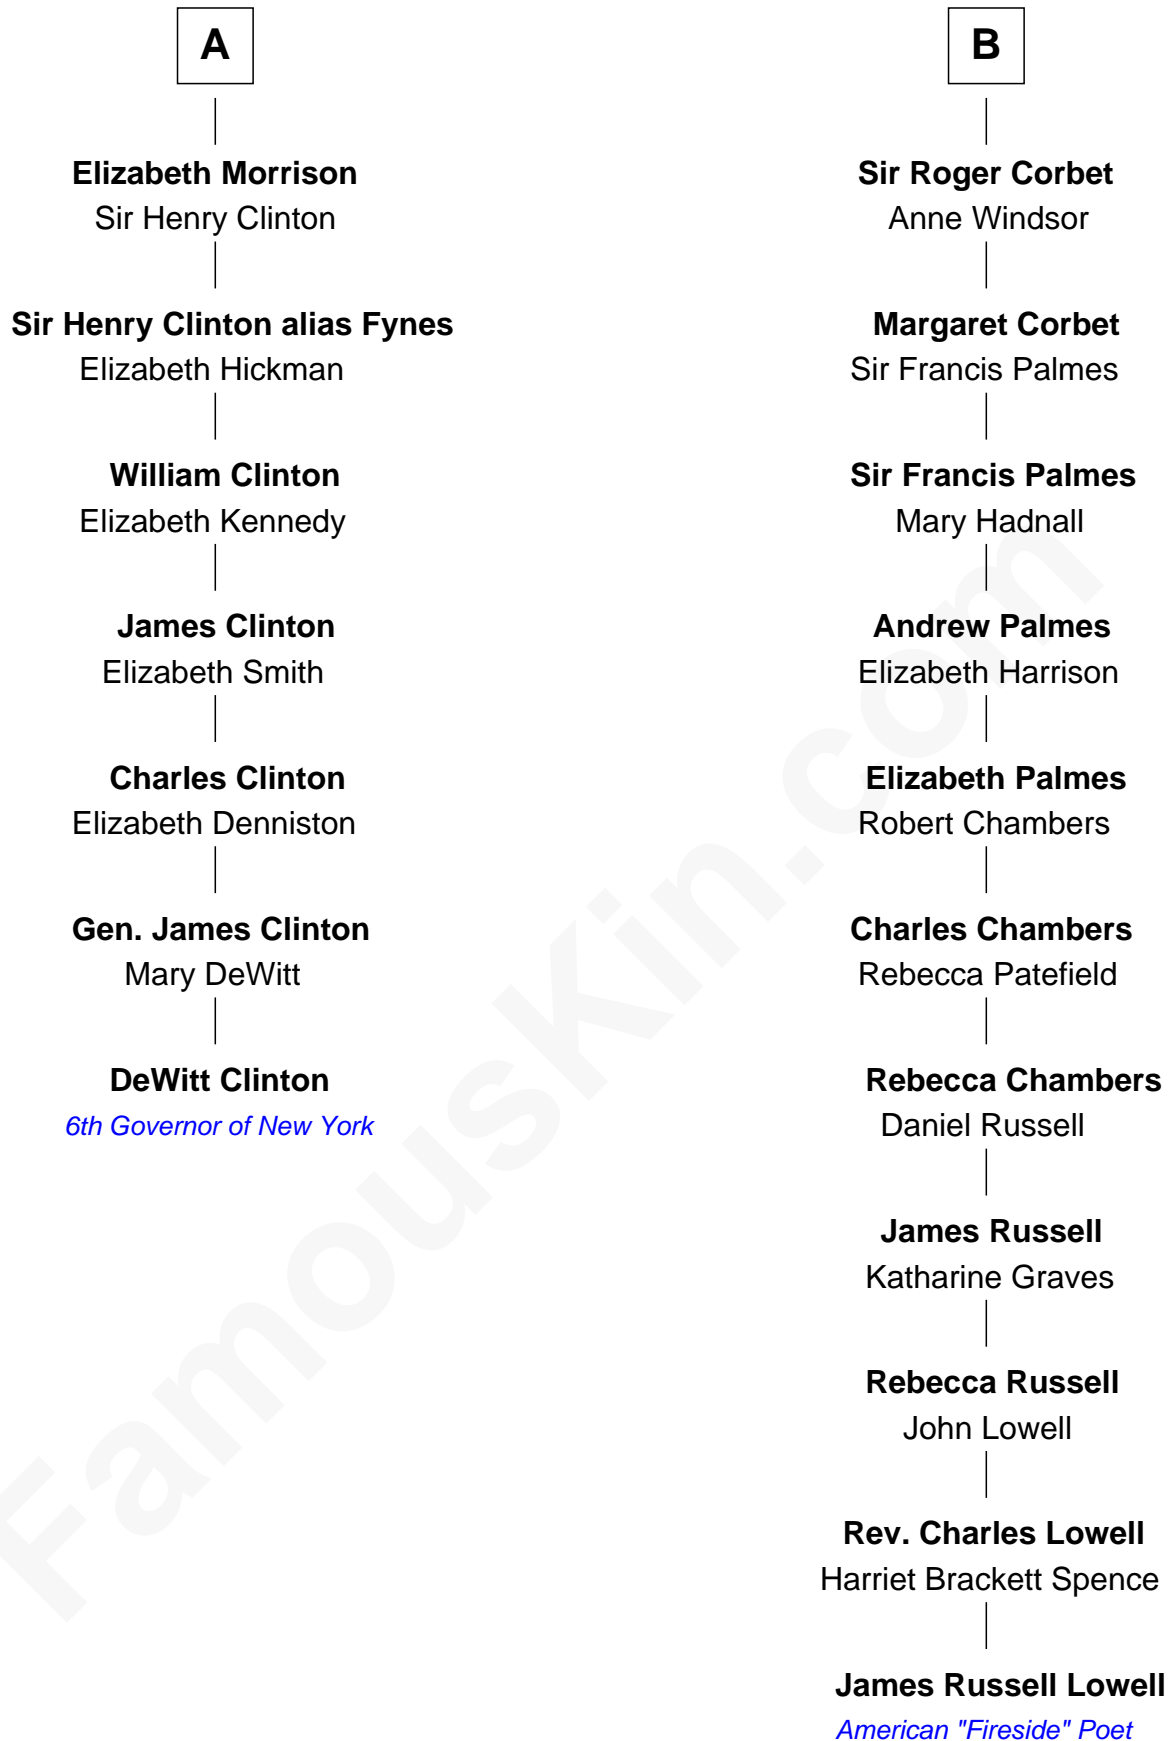 A
Elizabeth Morrison
Sir Henry Clinton
Sir Henry Clinton alias Fynes
Elizabeth Hickman
William Clinton
Elizabeth Kennedy
James Clinton
Elizabeth Smith
Charles Clinton
Elizabeth Denniston
Gen. James Clinton
Mary DeWitt
DeWitt Clinton
6th Governor of New York
B
Sir Roger Corbet
Anne Windsor
Margaret Corbet
Sir Francis Palmes
Sir Francis Palmes
Mary Hadnall
Andrew Palmes
Elizabeth Harrison
Elizabeth Palmes
Robert Chambers
Charles Chambers
Rebecca Patefield
Rebecca Chambers
Daniel Russell
James Russell
Katharine Graves
Rebecca Russell
John Lowell
Rev. Charles Lowell
Harriet Brackett Spence
James Russell Lowell
American "Fireside" Poet
FamousKin.com